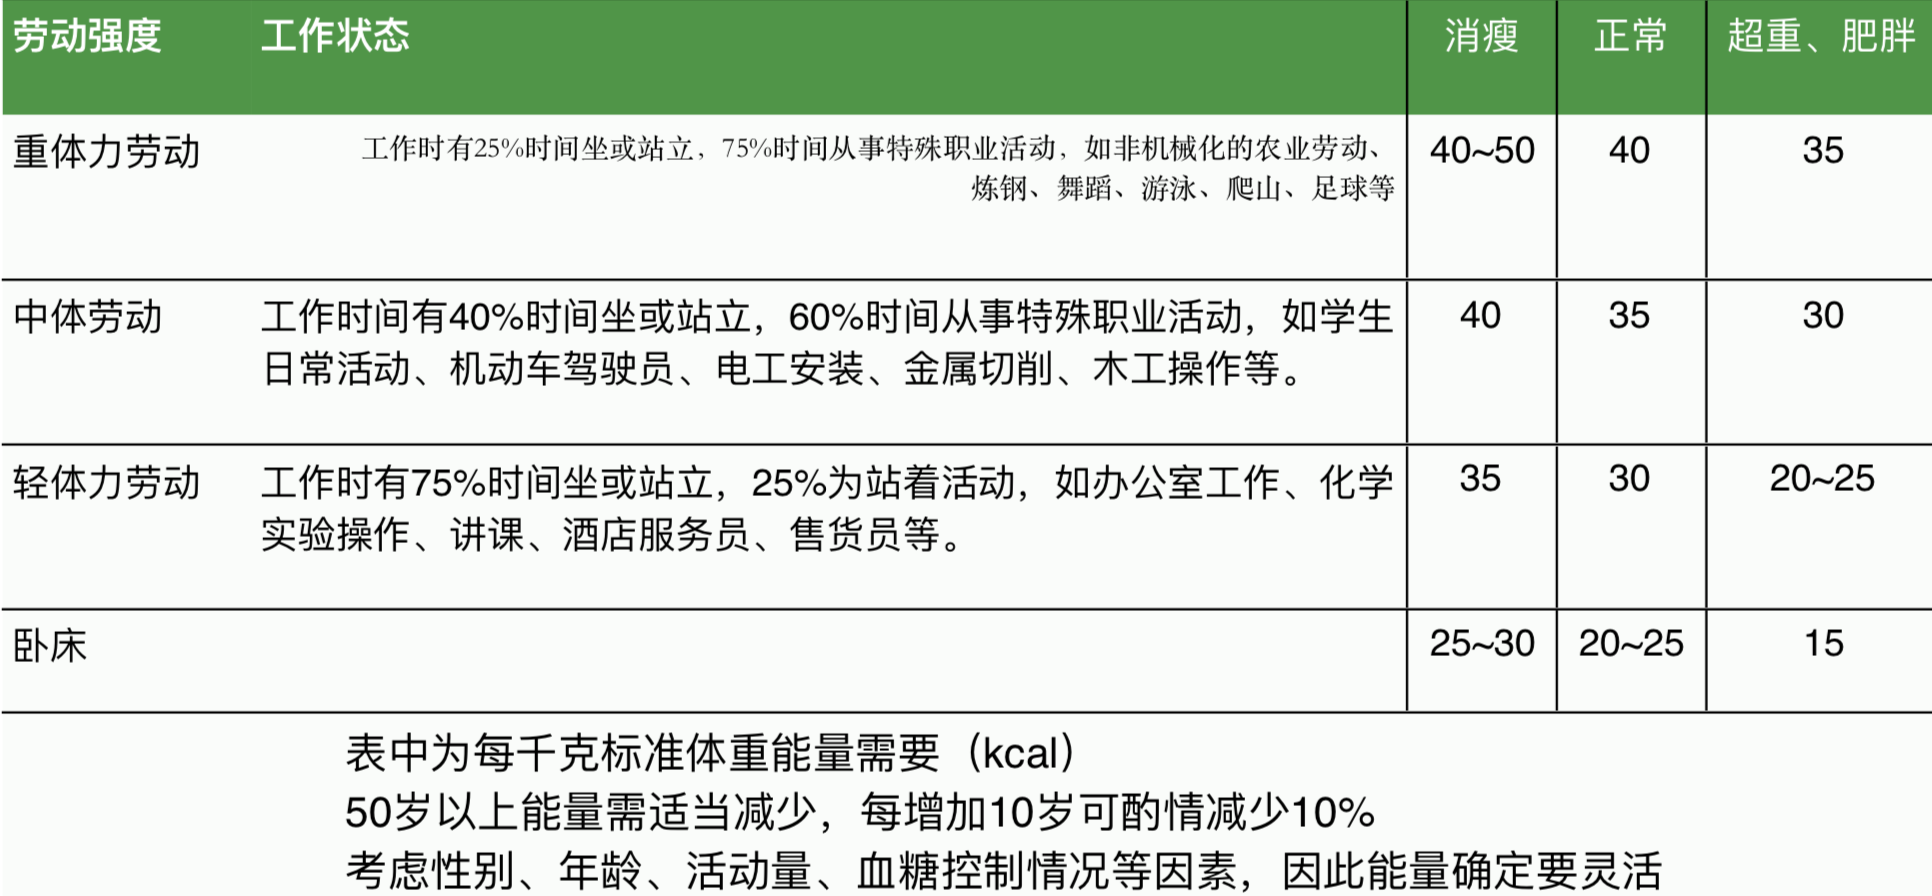 劳动强度 工作状态 消瘦 正常 超重、肥胖
重体力劳动 工作时有25%时间坐或站立，75%时间从事特殊职业活动，如非机械化的农业劳动、 40~50 40 35
炼钢、舞蹈、游泳、爬山、足球等
中体劳动 工作时间有40%时间坐或站立，60%时间从事特殊职业活动，如学生 40 35 30
日常活动、机动车驾驶员、电工安装、金属切削、木工操作等。
轻体力劳动 工作时有75%时间坐或站立，25%为站着活动，如办公室工作、化学 35 30 20~25
实验操作、讲课、酒店服务员、售货员等。
卧床 25~30 20~25 15
表中为每千克标准体重能量需要（kcal）
50岁以上能量需适当减少，每增加10岁可酌情减少10%
考虑性别、年龄、活动量、血糖控制情况等因素，因此能量确定要灵活